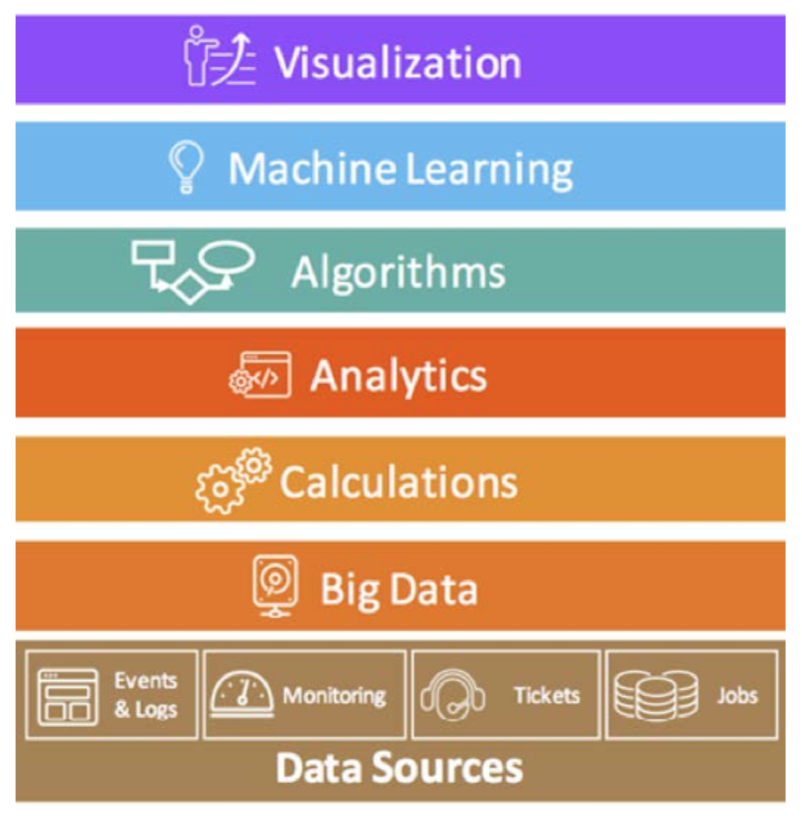 Visualization
Machine Learning
Algorithms
</> Analytics
Calculations
Big Data
Events
& Logs
Monitoring
Tickets
Jobs
Data Sources